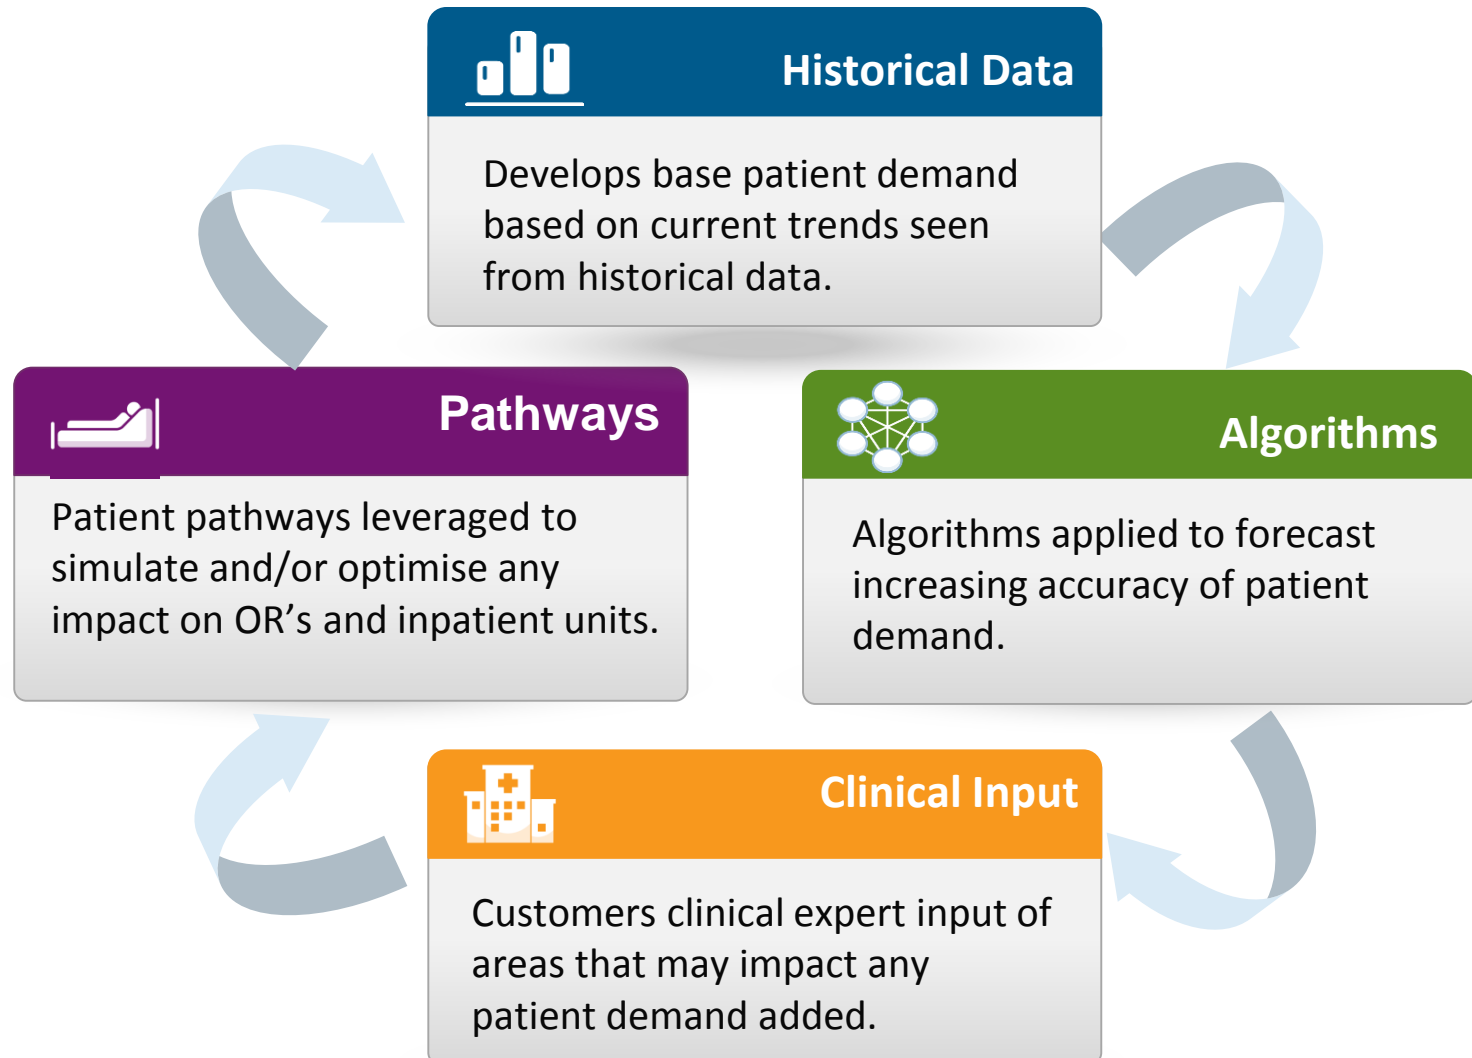 Historical Data
Develops base patient demand
based on current trends seen
from historical data.
Pathways
Patient pathways leveraged to
simulate and/or optimise any
impact on OR’s and inpatient units.
Algorithms
Algorithms applied to forecast
increasing accuracy of patient
demand.
Clinical Input
Customers clinical expert input of
areas that may impact any
patient demand added.